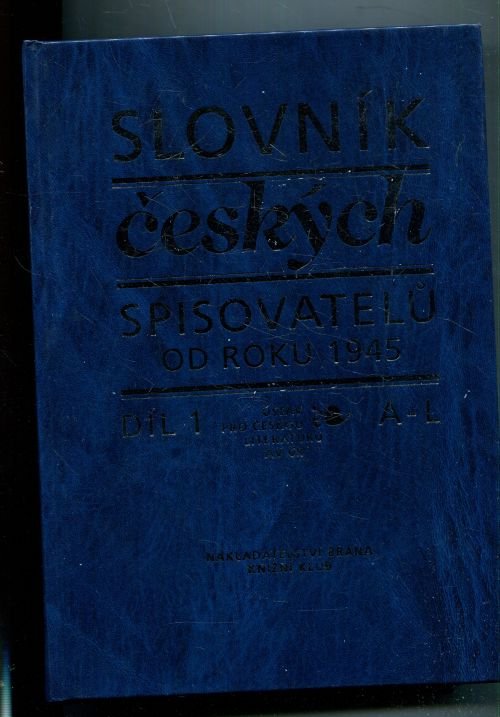 SLOVNÍK
českých
SPISOVATELŮ
OD ROKU 1945
DÍL 1
ÚSTAV
PRO ČESKOU
LITERATURU
AV ČR
A - L
NAKLADATELSTVÍ BRÁNA
KNIŽNÍ KLUB